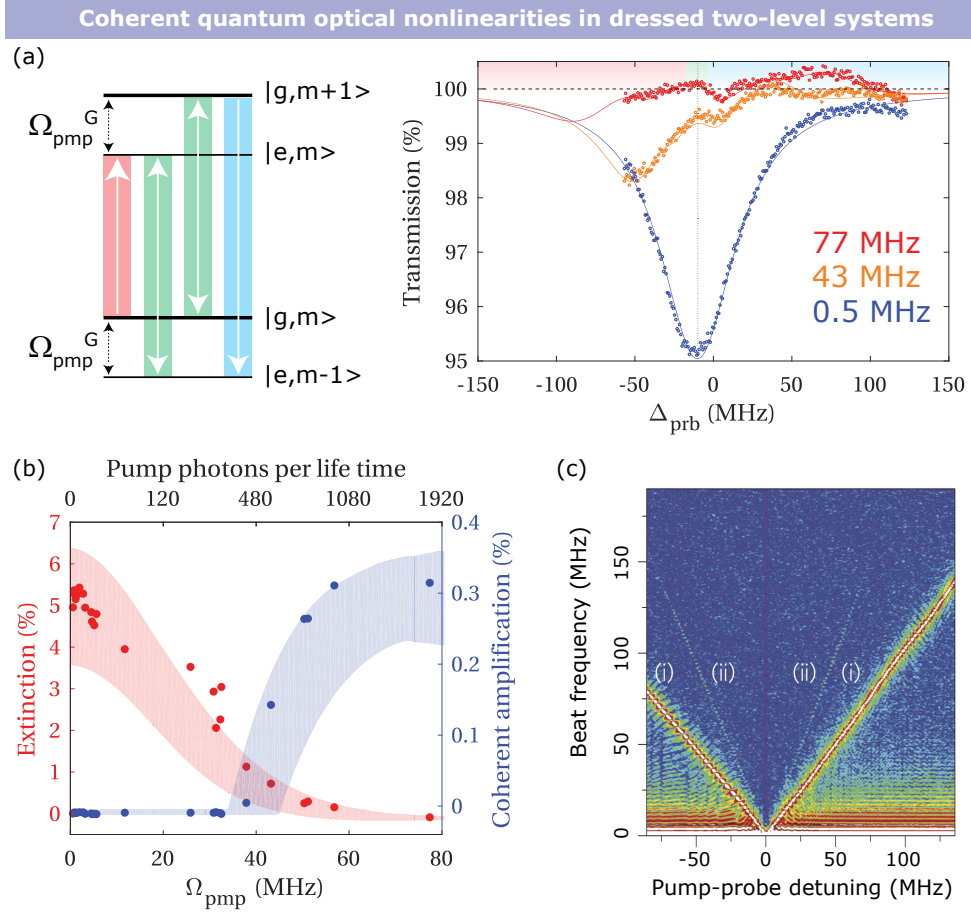 Coherent quantum optical nonlinearities in dressed two-level systems
(a)
|g,m+1>
Ω_pmp^G
|e,m>
|g,m>
Ω_pmp^G
|e,m-1>
Transmission (%)
100
99
98
97
96
95
77 MHz
43 MHz
0.5 MHz
-150 -100 -50 0 50 100 150
Δ_prb (MHz)
(b)
Pump photons per life time
0 120 480 1080 1920
Extinction (%)
7
6
5
4
3
2
1
0
0.4
0.3
0.2
0.1
0
Coherent amplification (%)
0 20 40 60 80
Ω_pmp (MHz)
(c)
Beat frequency (MHz)
150
100
50
0
(i) (ii) (ii) (i)
-50 0 50 100
Pump-probe detuning (MHz)